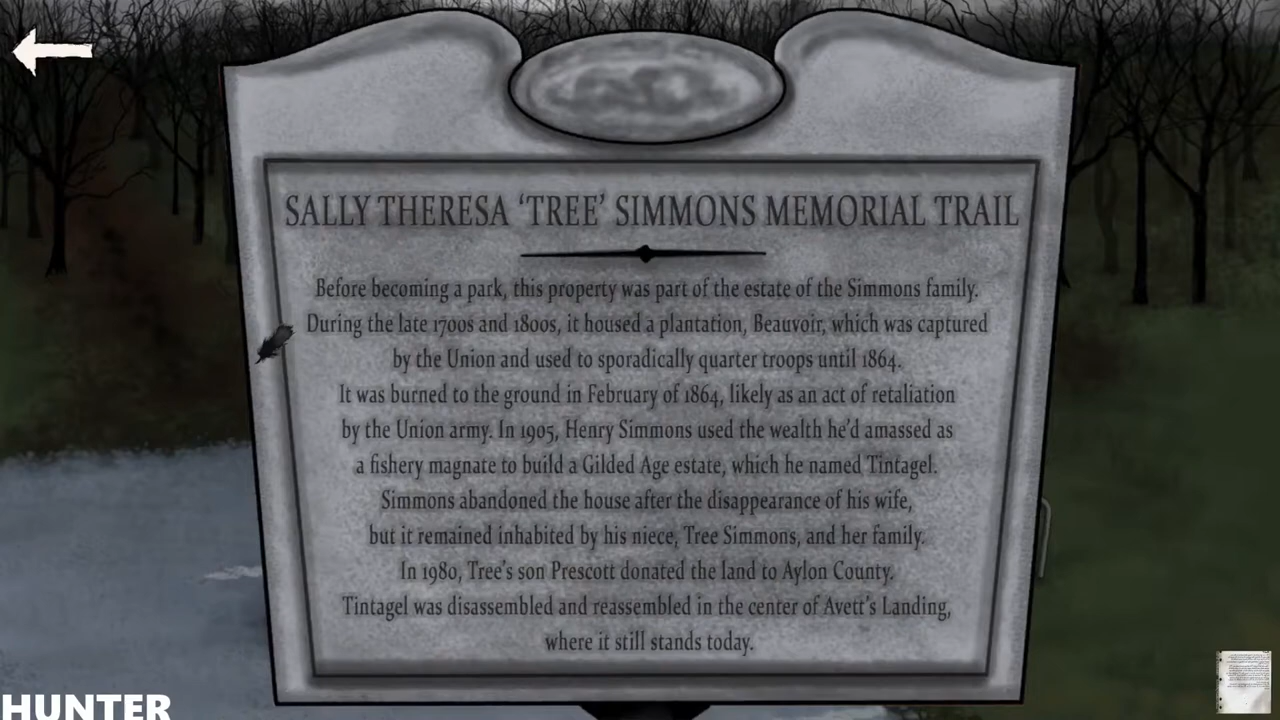 SALLY THERESA ‘TREE’ SIMMONS MEMORIAL TRAIL
Before becoming a park, this property was part of the estate of the Simmons family.
During the late 1700s and 1800s, it housed a plantation, Beauvoir, which was captured
by the Union and used to sporadically quarter troops until 1864.
It was burned to the ground in February of 1864, likely as an act of retaliation
by the Union army. In 1905, Henry Simmons used the wealth he’d amassed as
a fishery magnate to build a Gilded Age estate, which he named Tintagel.
Simmons abandoned the house after the disappearance of his wife,
but it remained inhabited by his niece, Tree Simmons, and her family.
In 1980, Tree’s son Prescott donated the land to Aylon County.
Tintagel was disassembled and reassembled in the center of Avett’s Landing,
where it still stands today.
HUNTER